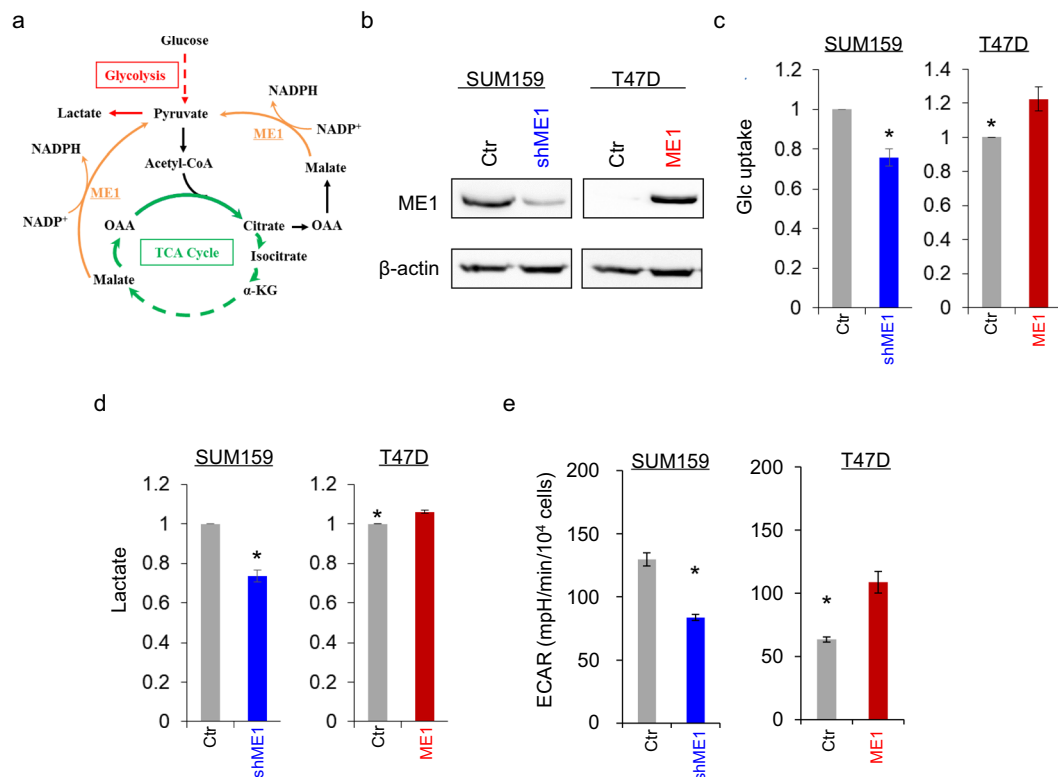 a
Glucose
Glycolysis
Lactate
Pyruvate
NADPH
NADP+
ME1
NADPH
Acetyl-CoA
Malate
ME1
NADP+
OAA
Citrate
OAA
TCA Cycle
Isocitrate
Malate
α-KG
b
SUM159
T47D
Ctr
shME1
Ctr
ME1
ME1
β-actin
c
SUM159
T47D
Glc uptake
1.2
1
0.8
0.6
0.4
0.2
0
*
Ctr
shME1
1.4
1.2
1
0.8
0.6
0.4
0.2
0
*
Ctr
ME1
d
SUM159
T47D
Lactate
1.2
1
0.8
0.6
0.4
0.2
0
*
Ctr
shME1
1.2
1
0.8
0.6
0.4
0.2
0
*
Ctr
ME1
e
SUM159
T47D
ECAR (mpH/min/10⁴ cells)
200
150
100
50
0
*
Ctr
shME1
200
150
100
50
0
*
Ctr
ME1